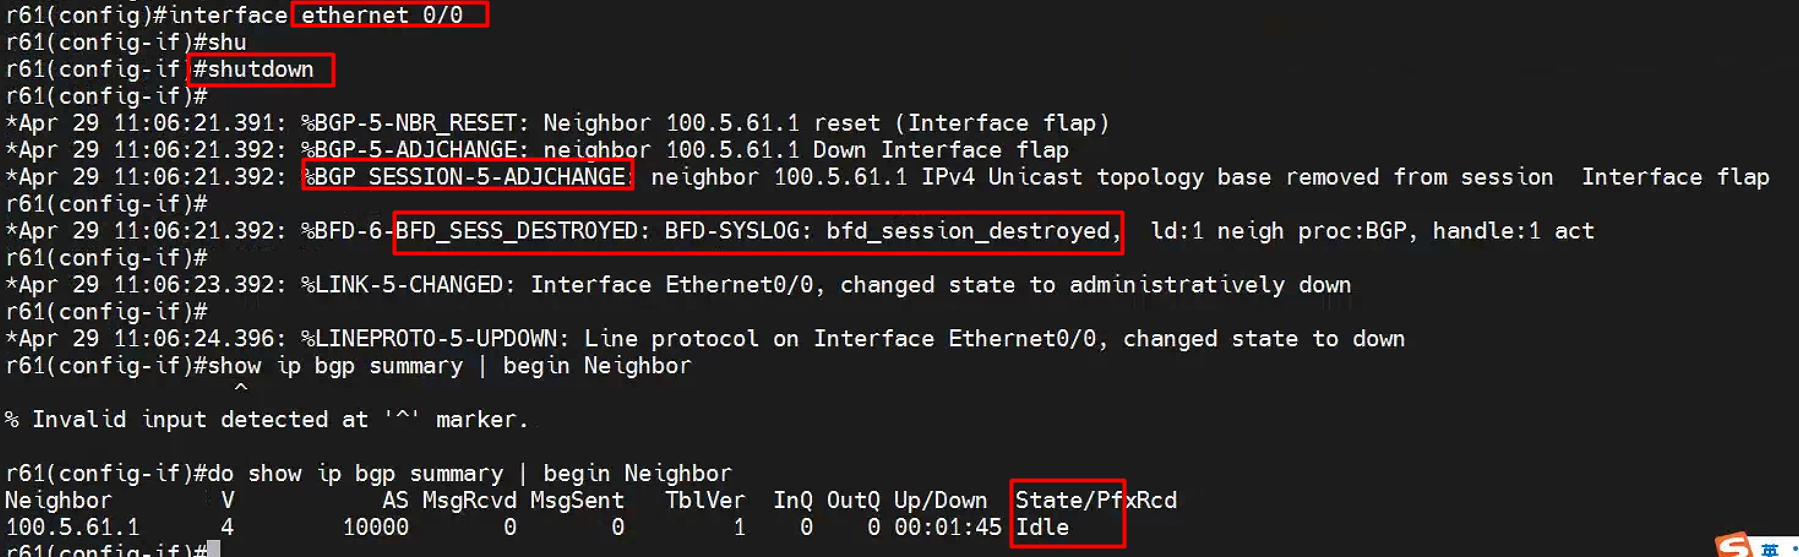 r61(config)#interface ethernet 0/0
r61(config-if)#shu
r61(config-if)#shutdown
r61(config-if)#
*Apr 29 11:06:21.391: %BGP-5-NBR_RESET: Neighbor 100.5.61.1 reset (Interface flap)
*Apr 29 11:06:21.392: %BGP-5-ADJCHANGE: neighbor 100.5.61.1 Down Interface flap
*Apr 29 11:06:21.392: %BGP_SESSION-5-ADJCHANGE: neighbor 100.5.61.1 IPv4 Unicast topology base removed from session  Interface flap
r61(config-if)#
*Apr 29 11:06:21.392: %BFD-6-BFD_SESS_DESTROYED: BFD-SYSLOG: bfd_session_destroyed,  ld:1 neigh proc:BGP, handle:1 act
r61(config-if)#
*Apr 29 11:06:23.392: %LINK-5-CHANGED: Interface Ethernet0/0, changed state to administratively down
r61(config-if)#
*Apr 29 11:06:24.396: %LINEPROTO-5-UPDOWN: Line protocol on Interface Ethernet0/0, changed state to down
r61(config-if)#show ip bgp summary | begin Neighbor
^
% Invalid input detected at '^' marker.
r61(config-if)#do show ip bgp summary | begin Neighbor
Neighbor        V           AS MsgRcvd MsgSent   TblVer  InQ OutQ Up/Down  State/PfxRcd
100.5.61.1      4        10000       0       0        1    0    0 00:01:45 Idle
r61(config-if)#
S 英